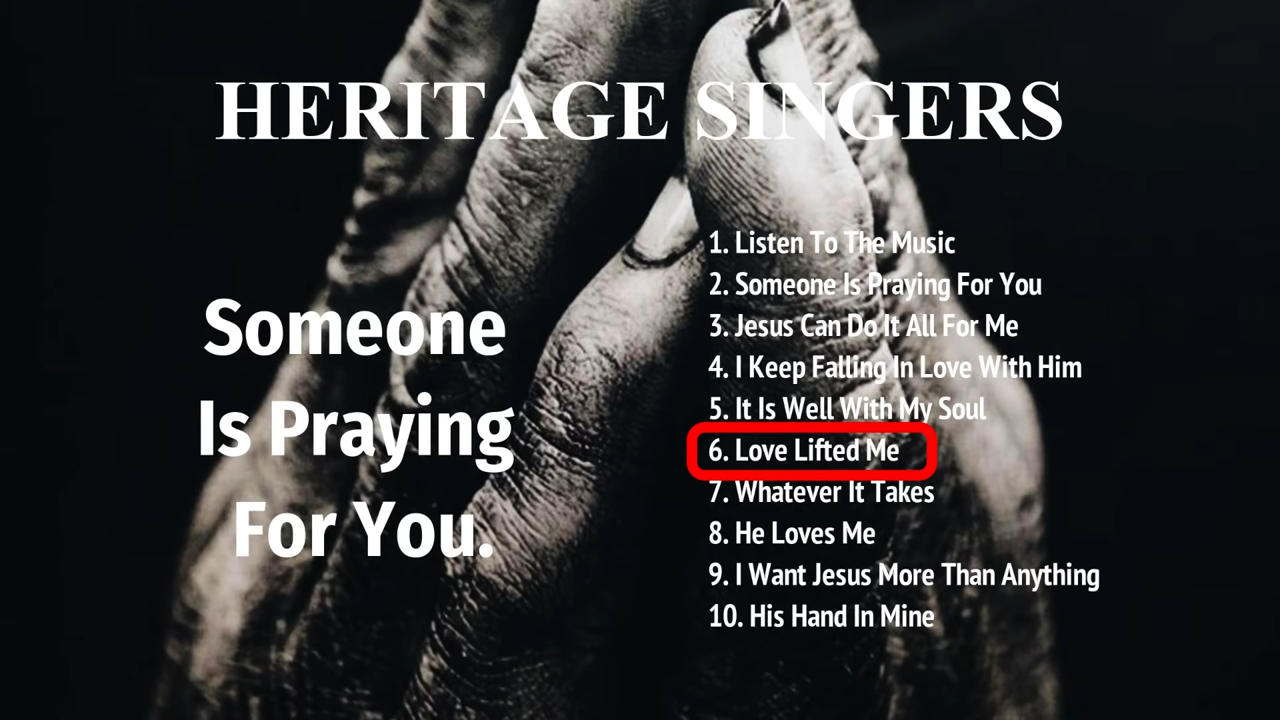 HERITAGE SINGERS
Someone
Is Praying
For You.
1. Listen To The Music
2. Someone Is Praying For You
3. Jesus Can Do It All For Me
4. I Keep Falling In Love With Him
5. It Is Well With My Soul
6. Love Lifted Me
7. Whatever It Takes
8. He Loves Me
9. I Want Jesus More Than Anything
10. His Hand In Mine